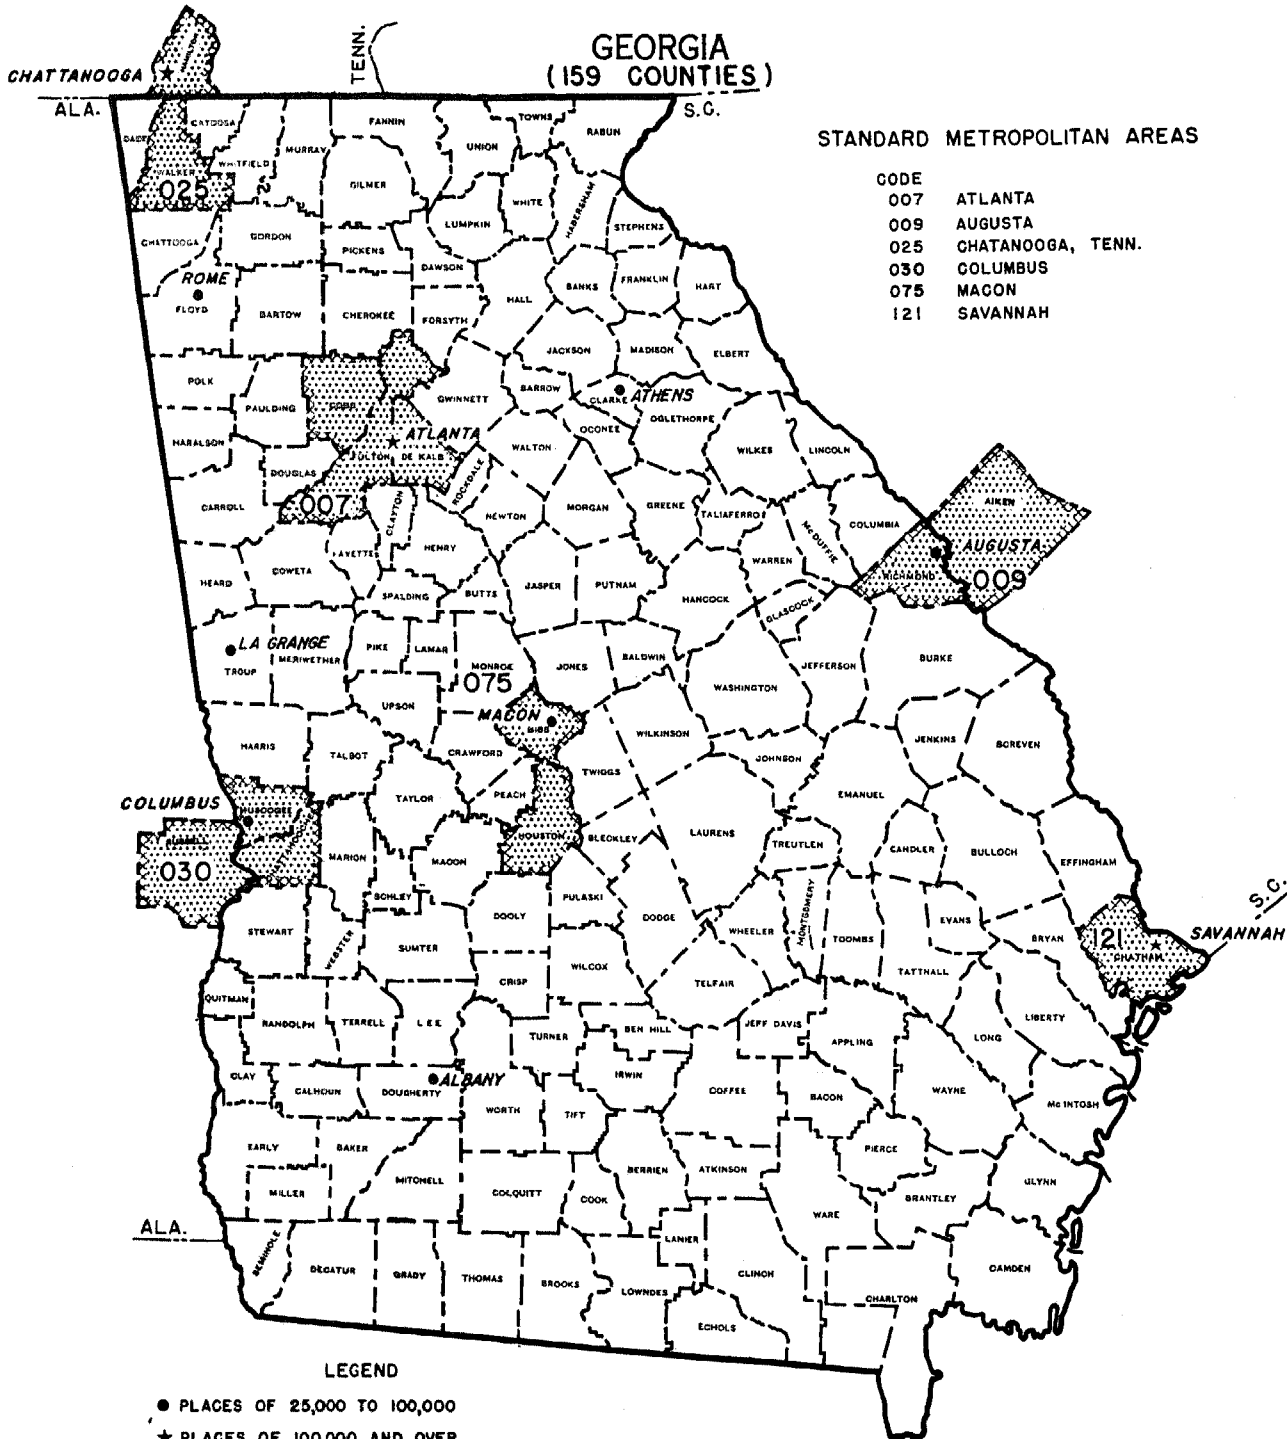 GEORGIA
(159 COUNTIES)
TENN.
CHATTANOOGA
HAMILTON
ALA.
S.C.
STANDARD METROPOLITAN AREAS
CODE
007 ATLANTA
009 AUGUSTA
025 CHATANOOGA, TENN.
030 COLUMBUS
075 MACON
121 SAVANNAH
DADE
CATOOSA
WALKER
025
WHITFIELD
MURRAY
FANNIN
GILMER
UNION
TOWNS
RABUN
LUMPKIN
WHITE
HABERSHAM
STEPHENS
CHATTOOGA
GORDON
PICKENS
DAWSON
HALL
BANKS
FRANKLIN
HART
ROME
FLOYD
BARTOW
CHEROKEE
FORSYTH
JACKSON
MADISON
ELBERT
POLK
PAULDING
COBB
GWINNETT
BARROW
CLARKE
ATHENS
OCONEE
OGLETHORPE
HARALSON
DOUGLAS
FULTON
ATLANTA
DE KALB
ROCKDALE
WALTON
WILKES
LINCOLN
CARROLL
007
CLAYTON
NEWTON
MORGAN
GREENE
TALIAFERRO
McDUFFIE
COLUMBIA
AIKEN
AUGUSTA
RICHMOND
009
HEARD
COWETA
FAYETTE
HENRY
SPALDING
BUTTS
JASPER
PUTNAM
HANCOCK
WARREN
GLASCOCK
LA GRANGE
TROUP
MERIWETHER
PIKE
LAMAR
MONROE
075
JONES
BALDWIN
WASHINGTON
JEFFERSON
BURKE
UPSON
MACON
BIBB
HARRIS
TALBOT
CRAWFORD
TWIGGS
WILKINSON
JOHNSON
JENKINS
SCREVEN
COLUMBUS
MUSCOGEE
CHATTAHOOCHEE
RUSSELL
030
MARION
TAYLOR
PEACH
HOUSTON
BLECKLEY
LAURENS
EMANUEL
TREUTLEN
CANDLER
BULLOCH
EFFINGHAM
MACON
SCHLEY
STEWART
WEBSTER
SUMTER
DOOLY
PULASKI
DODGE
WHEELER
MONTGOMERY
TOOMBS
EVANS
TATTNALL
BRYAN
121
CHATHAM
SAVANNAH
S.C.
QUITMAN
RANDOLPH
TERRELL
LEE
CRISP
WILCOX
TELFAIR
TURNER
BEN HILL
JEFF DAVIS
APPLING
LONG
LIBERTY
CLAY
CALHOUN
DOUGHERTY
ALBANY
WORTH
TIFT
IRWIN
COFFEE
BACON
WAYNE
McINTOSH
EARLY
BAKER
MILLER
MITCHELL
COLQUITT
COOK
BERRIEN
ATKINSON
PIERCE
WARE
BRANTLEY
GLYNN
ALA.
SEMINOLE
DECATUR
GRADY
THOMAS
BROOKS
LOWNDES
LANIER
CLINCH
ECHOLS
CHARLTON
CAMDEN
LEGEND
PLACES OF 25,000 TO 100,000
PLACES OF 100,000 AND OVER